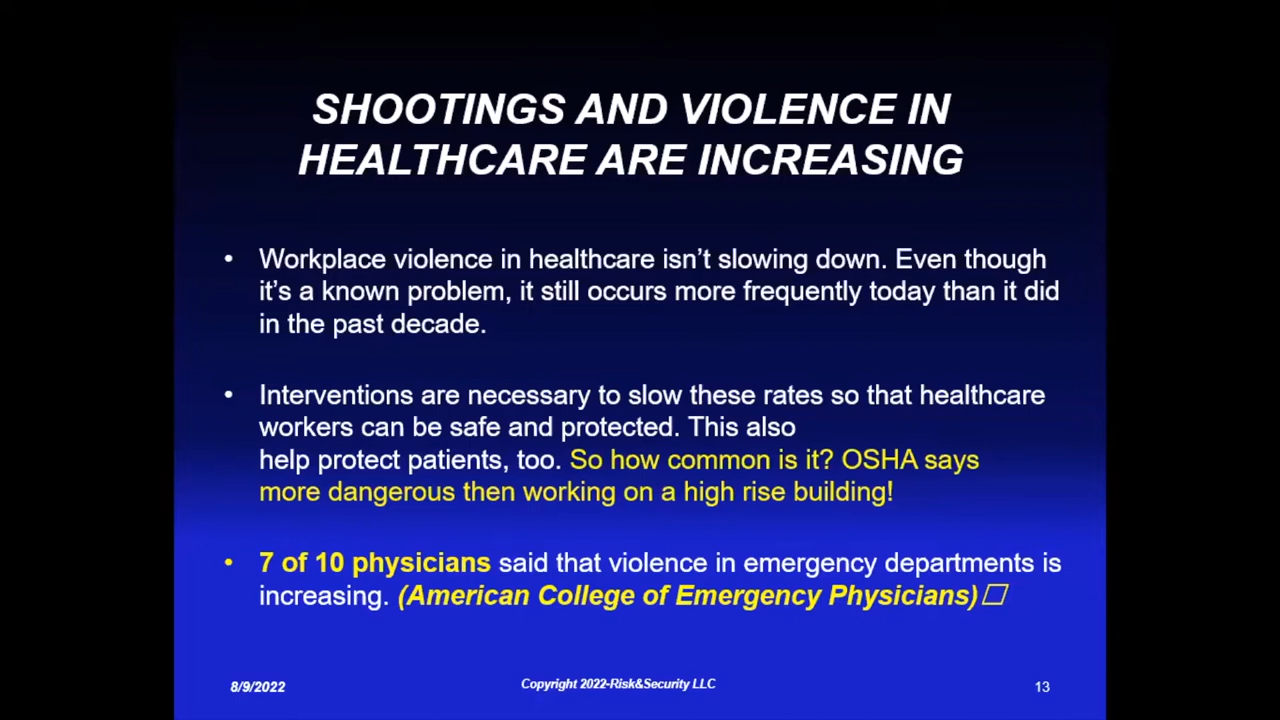 SHOOTINGS AND VIOLENCE IN
HEALTHCARE ARE INCREASING
• Workplace violence in healthcare isn’t slowing down. Even though
it’s a known problem, it still occurs more frequently today than it did
in the past decade.
• Interventions are necessary to slow these rates so that healthcare
workers can be safe and protected. This also
help protect patients, too. So how common is it? OSHA says
more dangerous then working on a high rise building!
• 7 of 10 physicians said that violence in emergency departments is
increasing. (American College of Emergency Physicians)□
8/9/2022
Copyright 2022-Risk&Security LLC
13